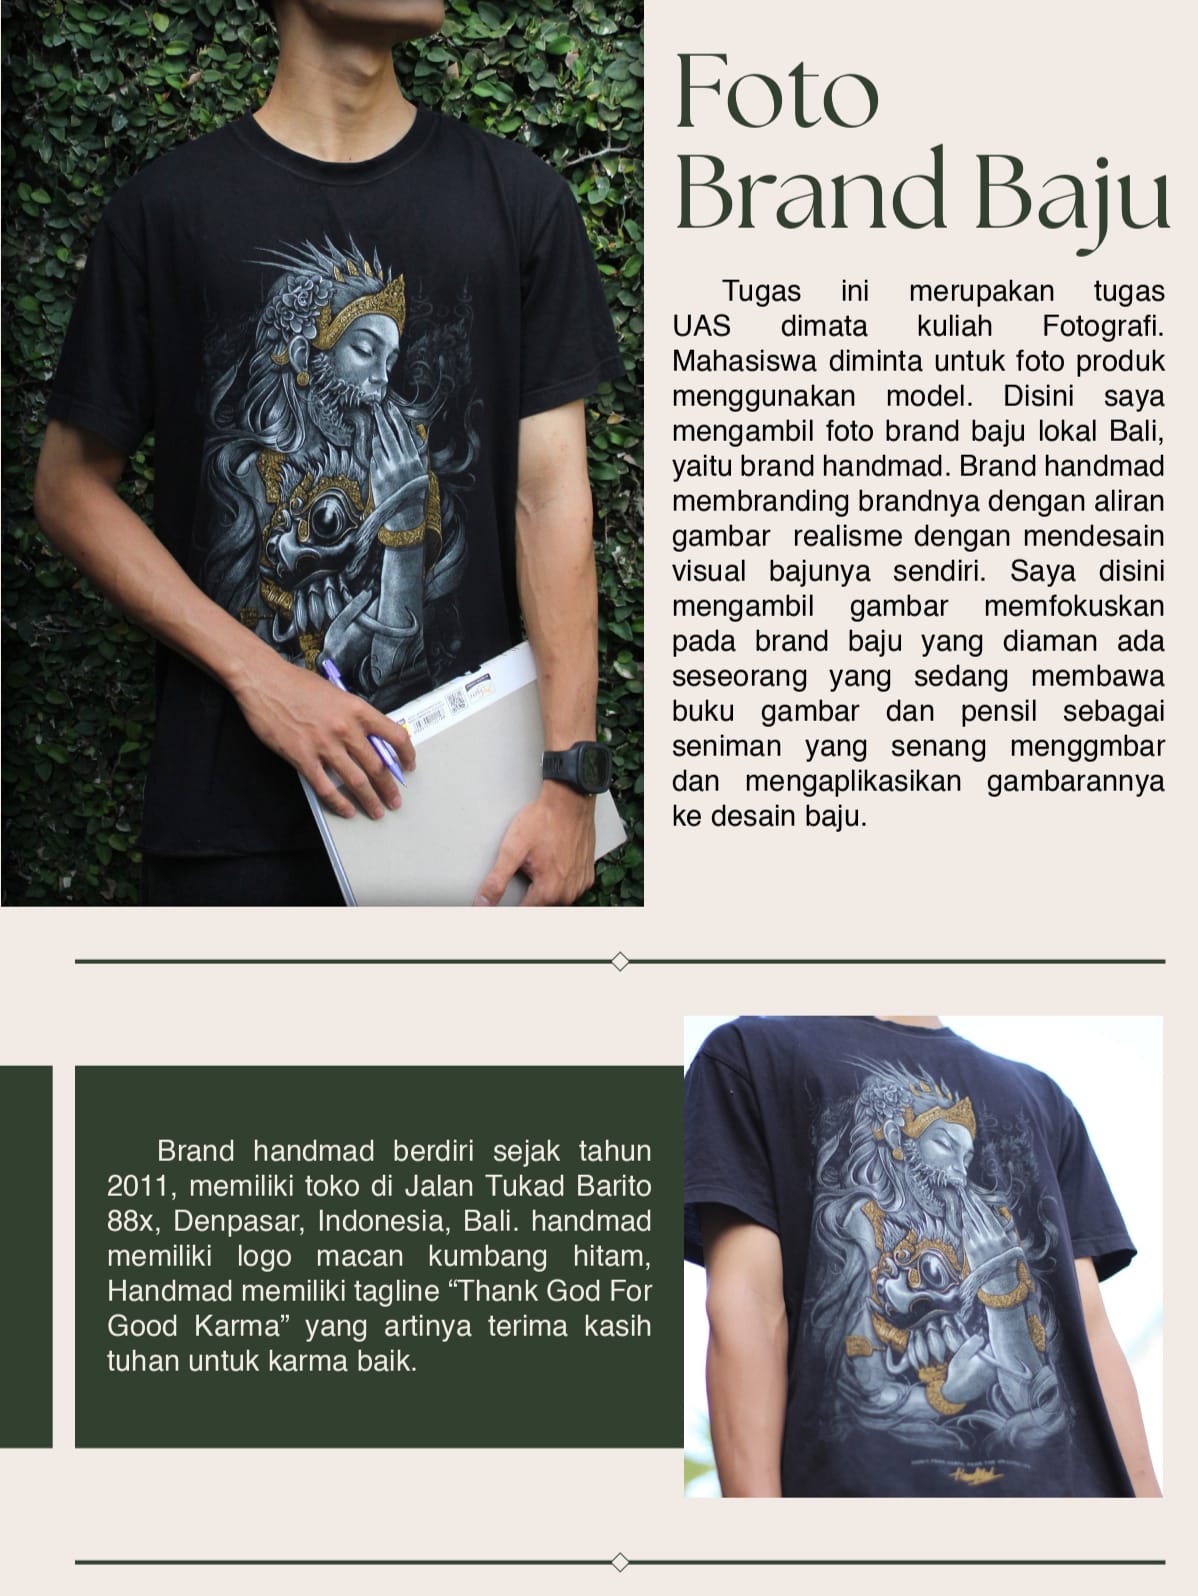 Foto
Brand Baju
Tugas ini merupakan tugas
UAS dimata kuliah Fotografi.
Mahasiswa diminta untuk foto produk
menggunakan model. Disini saya
mengambil foto brand baju lokal Bali,
yaitu brand handmad. Brand handmad
membranding brandnya dengan aliran
gambar realisme dengan mendesain
visual bajunya sendiri. Saya disini
mengambil gambar memfokuskan
pada brand baju yang diaman ada
seseorang yang sedang membawa
buku gambar dan pensil sebagai
seniman yang senang menggmbar
dan mengaplikasikan gambarannya
ke desain baju.
Brand handmad berdiri sejak tahun
2011, memiliki toko di Jalan Tukad Barito
88x, Denpasar, Indonesia, Bali. handmad
memiliki logo macan kumbang hitam,
Handmad memiliki tagline “Thank God For
Good Karma” yang artinya terima kasih
tuhan untuk karma baik.
HandMad